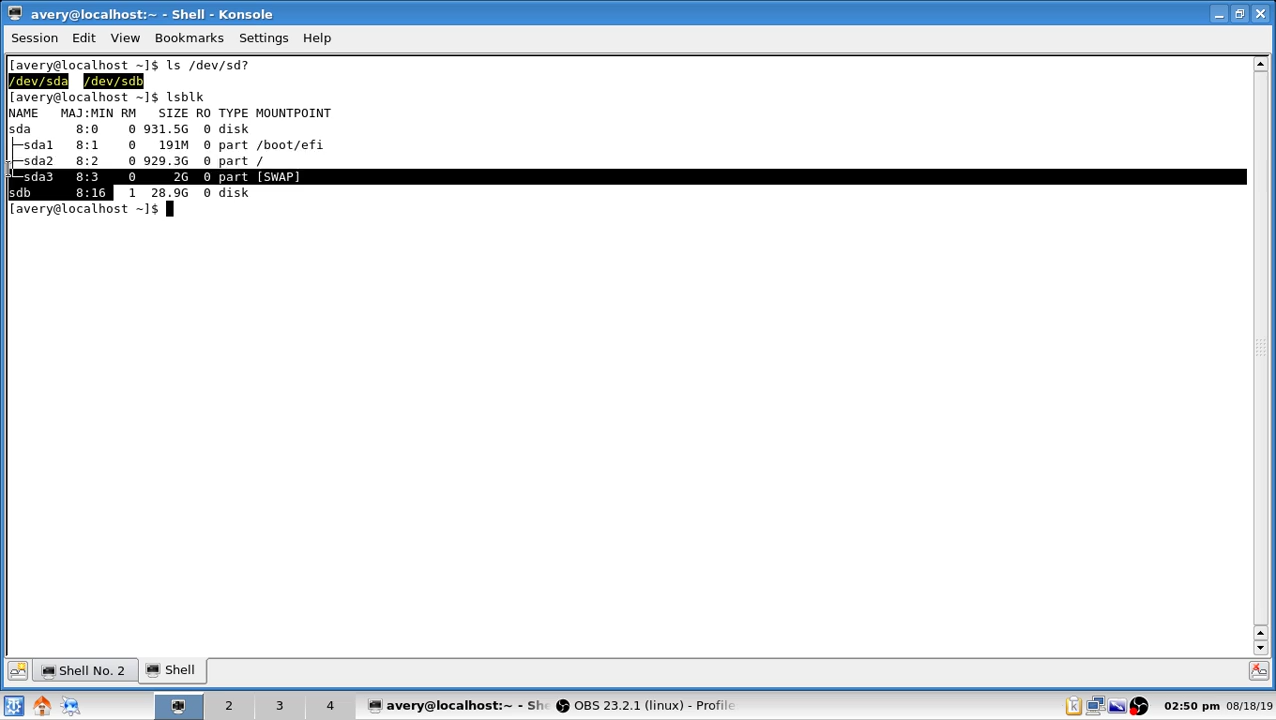 avery@localhost:~ - Shell - Konsole
Session Edit View Bookmarks Settings Help
[avery@localhost ~]$ ls /dev/sd?
/dev/sda  /dev/sdb
[avery@localhost ~]$ lsblk
NAME   MAJ:MIN RM   SIZE RO TYPE MOUNTPOINT
sda      8:0    0 931.5G  0 disk
├─sda1   8:1    0   191M  0 part /boot/efi
├─sda2   8:2    0 929.3G  0 part /
└─sda3   8:3    0     2G  0 part [SWAP]
sdb      8:16   1  28.9G  0 disk
[avery@localhost ~]$
Shell No. 2 Shell
2 3 4 avery@localhost:~ - She OBS 23.2.1 (linux) - Profile 02:50 pm 08/18/19